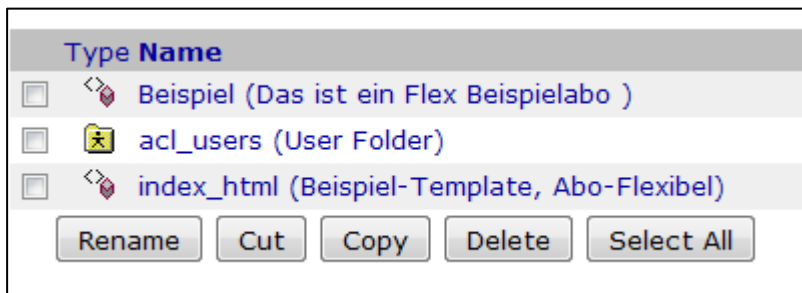 Type Name
Beispiel (Das ist ein Flex Beispielabo )
acl_users (User Folder)
index_html (Beispiel-Template, Abo-Flexibel)
Rename Cut Copy Delete Select All